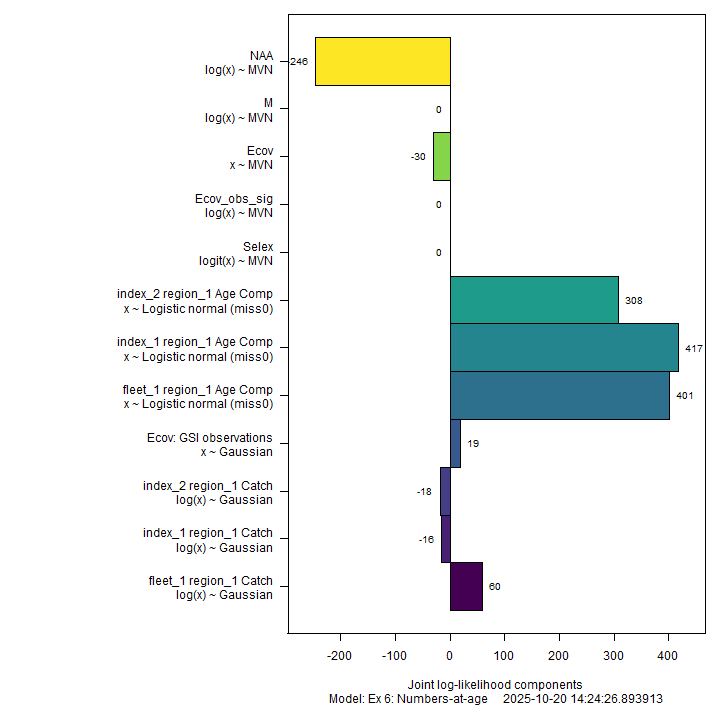 NAA
log(x) ~ MVN
-246
M
log(x) ~ MVN
0
Ecov
x ~ MVN
-30
Ecov_obs_sig
log(x) ~ MVN
0
Selex
logit(x) ~ MVN
0
index_2 region_1 Age Comp
x ~ Logistic normal (miss0)
308
index_1 region_1 Age Comp
x ~ Logistic normal (miss0)
417
fleet_1 region_1 Age Comp
x ~ Logistic normal (miss0)
401
Ecov: GSI observations
x ~ Gaussian
19
index_2 region_1 Catch
log(x) ~ Gaussian
-18
index_1 region_1 Catch
log(x) ~ Gaussian
-16
fleet_1 region_1 Catch
log(x) ~ Gaussian
60
-200 -100 0 100 200 300 400
Joint log-likelihood components
Model: Ex 6: Numbers-at-age 2025-10-20 14:24:26.893913